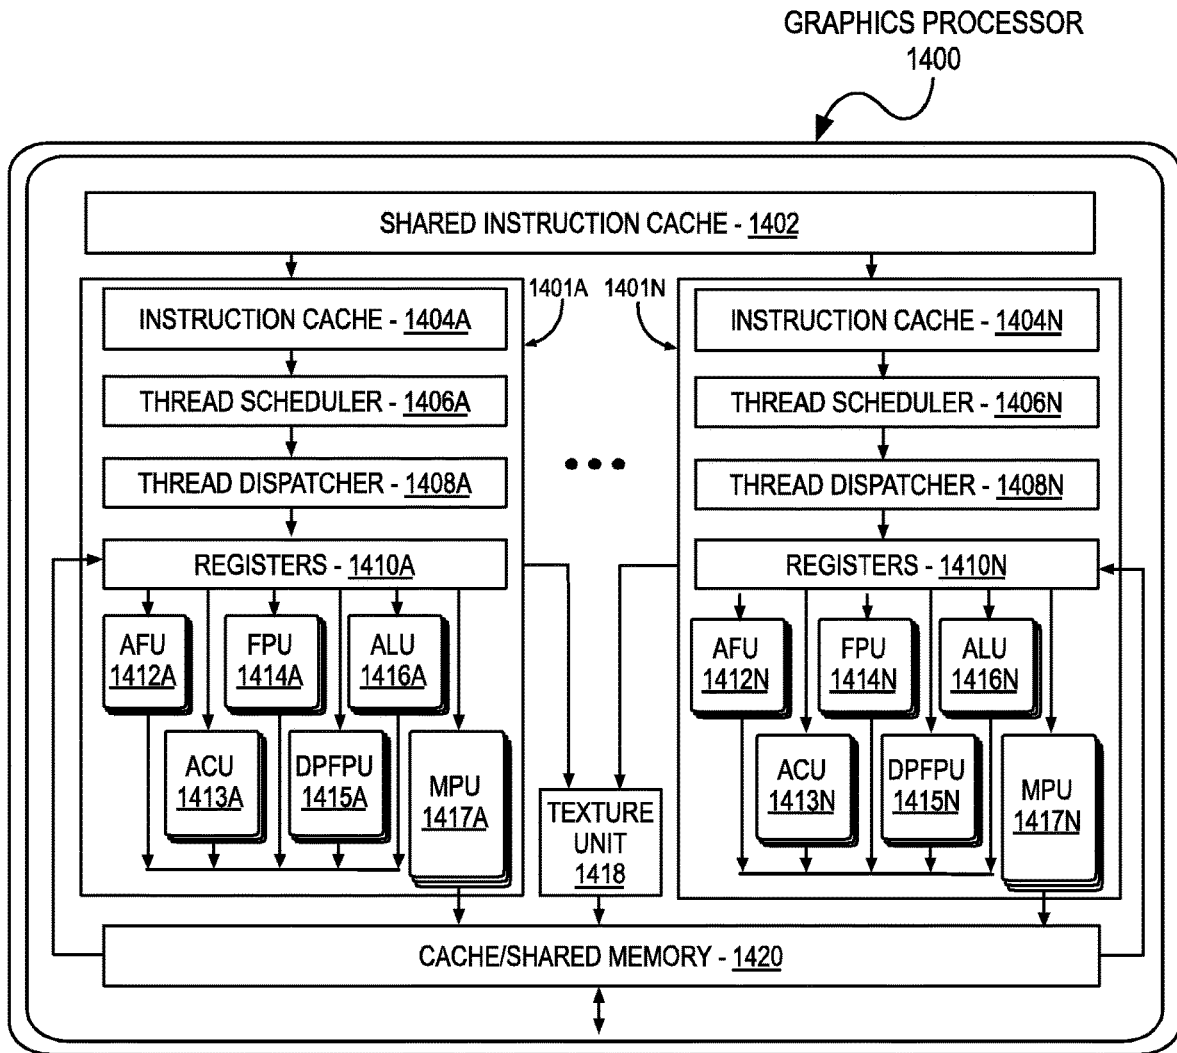 GRAPHICS PROCESSOR
1400
SHARED INSTRUCTION CACHE - 1402
1401A
1401N
INSTRUCTION CACHE - 1404A
THREAD SCHEDULER - 1406A
THREAD DISPATCHER - 1408A
REGISTERS - 1410A
AFU
1412A
FPU
1414A
ALU
1416A
ACU
1413A
DPFPU
1415A
MPU
1417A
INSTRUCTION CACHE - 1404N
THREAD SCHEDULER - 1406N
THREAD DISPATCHER - 1408N
REGISTERS - 1410N
AFU
1412N
FPU
1414N
ALU
1416N
ACU
1413N
DPFPU
1415N
MPU
1417N
TEXTURE
UNIT
1418
CACHE/SHARED MEMORY - 1420